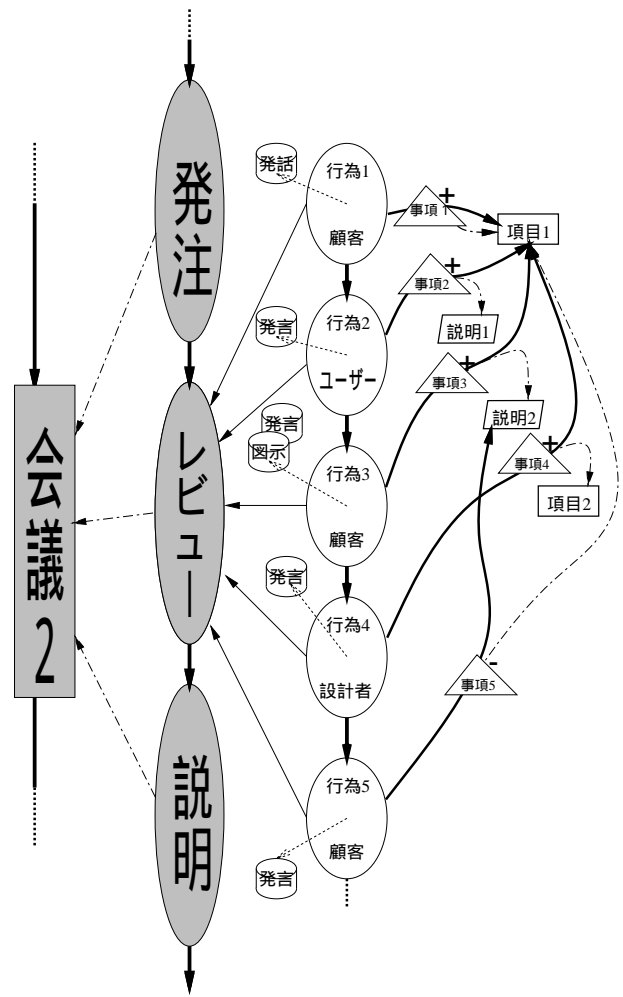 発注
レビュー
説明
会議2
発話
行為1
顧客
事項1
+
項目1
発言
行為2
ユーザー
事項2
+
説明1
発言
図示
行為3
顧客
事項3
+
説明2
発言
行為4
設計者
事項4
+
項目2
発言
行為5
顧客
事項5
-